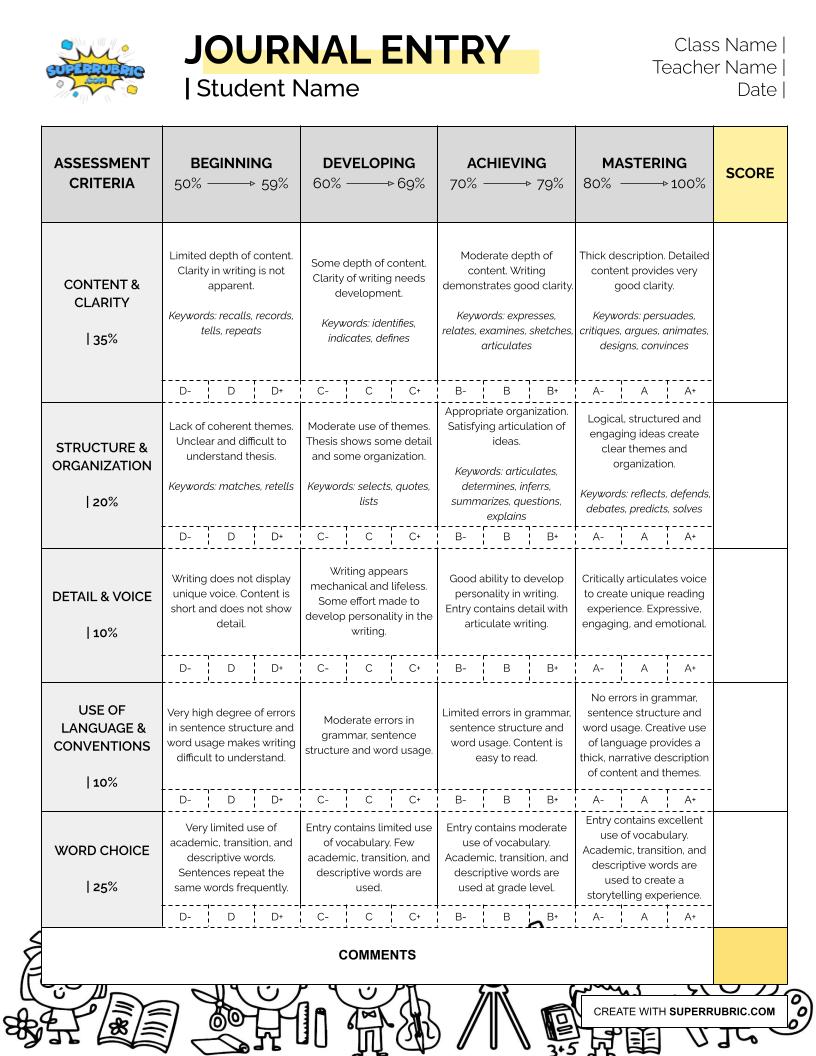 SUPERRUBRIC
.COM
JOURNAL ENTRY
| Student Name
Class Name |
Teacher Name |
Date |
ASSESSMENT
CRITERIA
BEGINNING
50% 59%
DEVELOPING
60% 69%
ACHIEVING
70% 79%
MASTERING
80% 100%
SCORE
CONTENT &
CLARITY
| 35%
Limited depth of content.
Clarity in writing is not
apparent.
Keywords: recalls, records,
tells, repeats
Some depth of content.
Clarity of writing needs
development.
Keywords: identifies,
indicates, defines
Moderate depth of
content. Writing
demonstrates good clarity.
Keywords: expresses,
relates, examines, sketches,
articulates
Thick description. Detailed
content provides very
good clarity.
Keywords: persuades,
critiques, argues, animates,
designs, convinces
D- D D+ C- C C+ B- B B+ A- A A+
STRUCTURE &
ORGANIZATION
| 20%
Lack of coherent themes.
Unclear and difficult to
understand thesis.
Keywords: matches, retells
Moderate use of themes.
Thesis shows some detail
and some organization.
Keywords: selects, quotes,
lists
Appropriate organization.
Satisfying articulation of
ideas.
Keywords: articulates,
determines, inferrs,
summarizes, questions,
explains
Logical, structured and
engaging ideas create
clear themes and
organization.
Keywords: reflects, defends,
debates, predicts, solves
D- D D+ C- C C+ B- B B+ A- A A+
DETAIL & VOICE
| 10%
Writing does not display
unique voice. Content is
short and does not show
detail.
Writing appears
mechanical and lifeless.
Some effort made to
develop personality in the
writing.
Good ability to develop
personality in writing.
Entry contains detail with
articulate writing.
Critically articulates voice
to create unique reading
experience. Expressive,
engaging, and emotional.
D- D D+ C- C C+ B- B B+ A- A A+
USE OF
LANGUAGE &
CONVENTIONS
| 10%
Very high degree of errors
in sentence structure and
word usage makes writing
difficult to understand.
Moderate errors in
grammar, sentence
structure and word usage.
Limited errors in grammar,
sentence structure and
word usage. Content is
easy to read.
No errors in grammar,
sentence structure and
word usage. Creative use
of language provides a
thick, narrative description
of content and themes.
D- D D+ C- C C+ B- B B+ A- A A+
WORD CHOICE
| 25%
Very limited use of
academic, transition, and
descriptive words.
Sentences repeat the
same words frequently.
Entry contains limited use
of vocabulary. Few
academic, transition, and
descriptive words are
used.
Entry contains moderate
use of vocabulary.
Academic, transition, and
descriptive words are
used at grade level.
Entry contains excellent
use of vocabulary.
Academic, transition, and
descriptive words are
used to create a
storytelling experience.
D- D D+ C- C C+ B- B B+ A- A A+
COMMENTS
CREATE WITH SUPERRUBRIC.COM
3+5